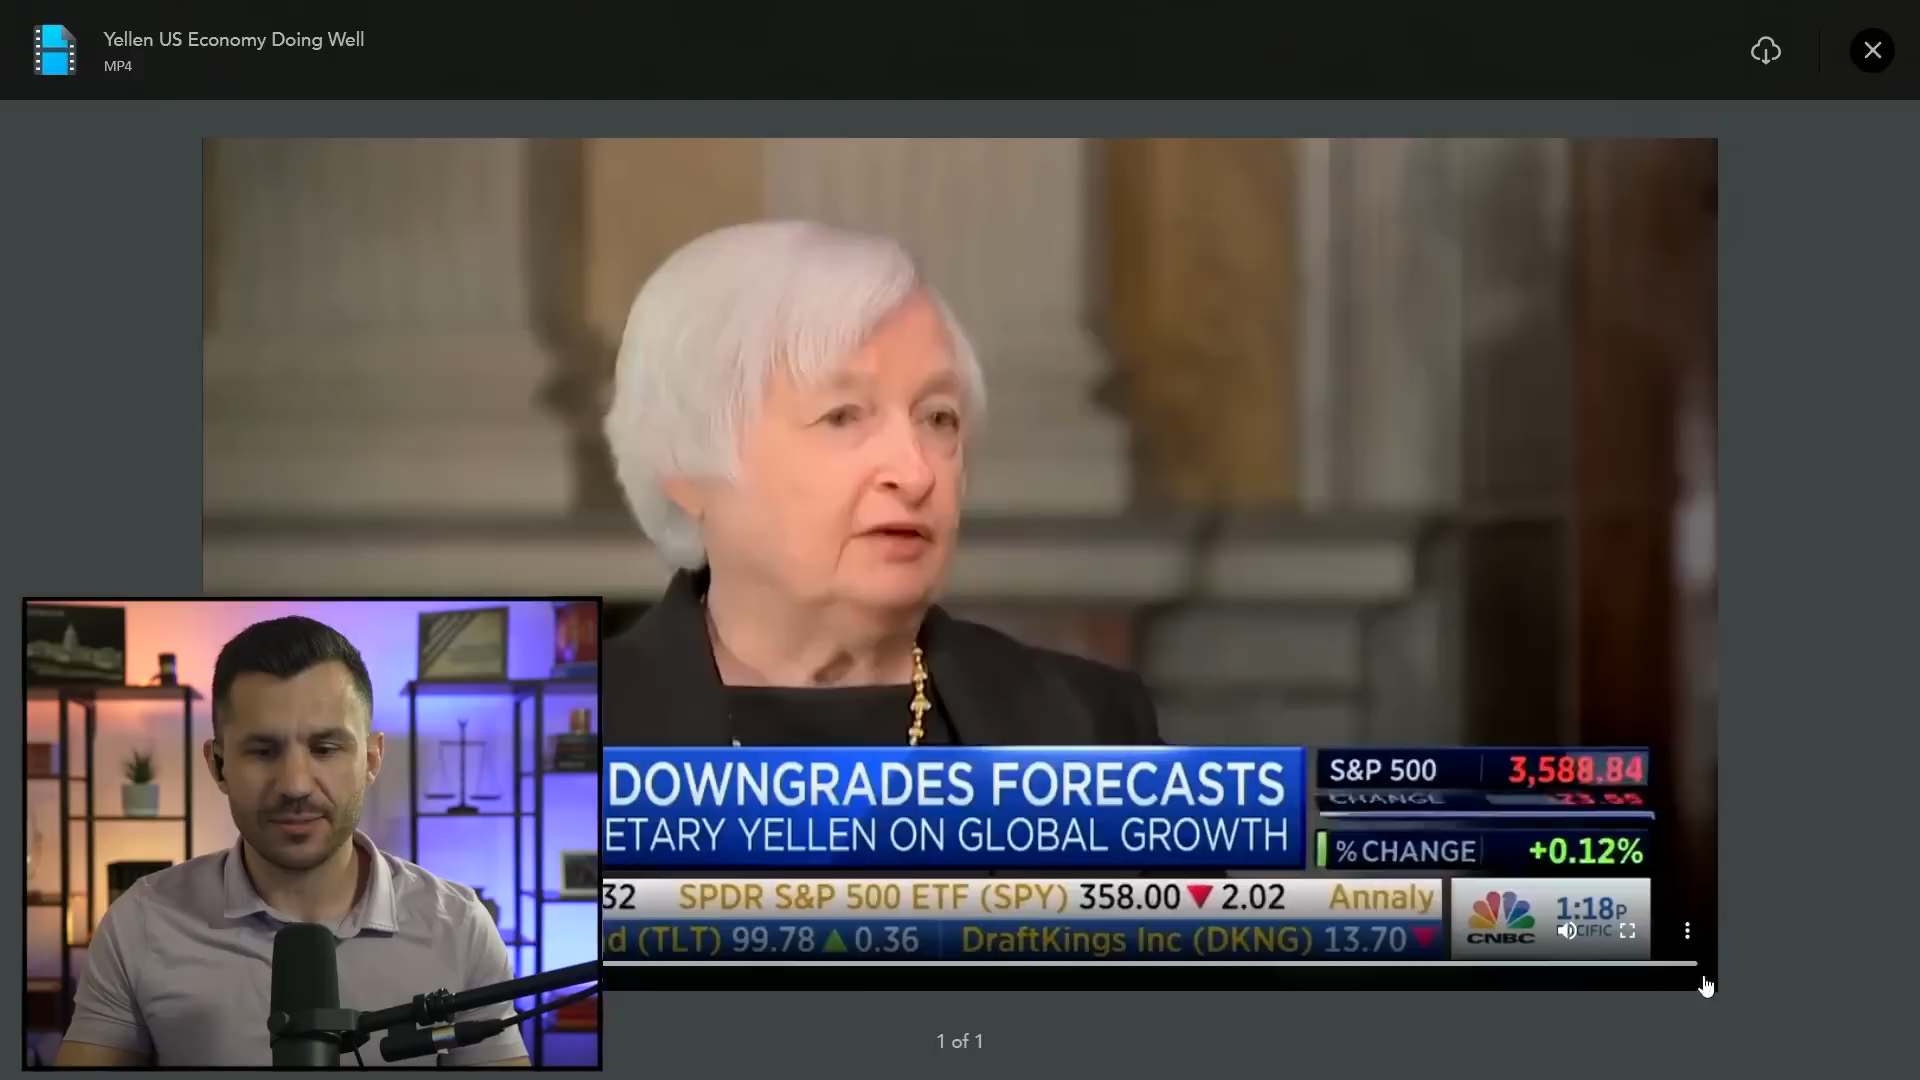 Yellen US Economy Doing Well
MP4
DOWNGRADES FORECASTS
ETARY YELLEN ON GLOBAL GROWTH
S&P 500 3,588.84
CHANGE
% CHANGE +0.12%
32 SPDR S&P 500 ETF (SPY) 358.00▼2.02 Annaly
d (TLT) 99.78▲0.36 DraftKings Inc (DKNG) 13.70▼
CNBC
1:18P
CIFIC
1 of 1